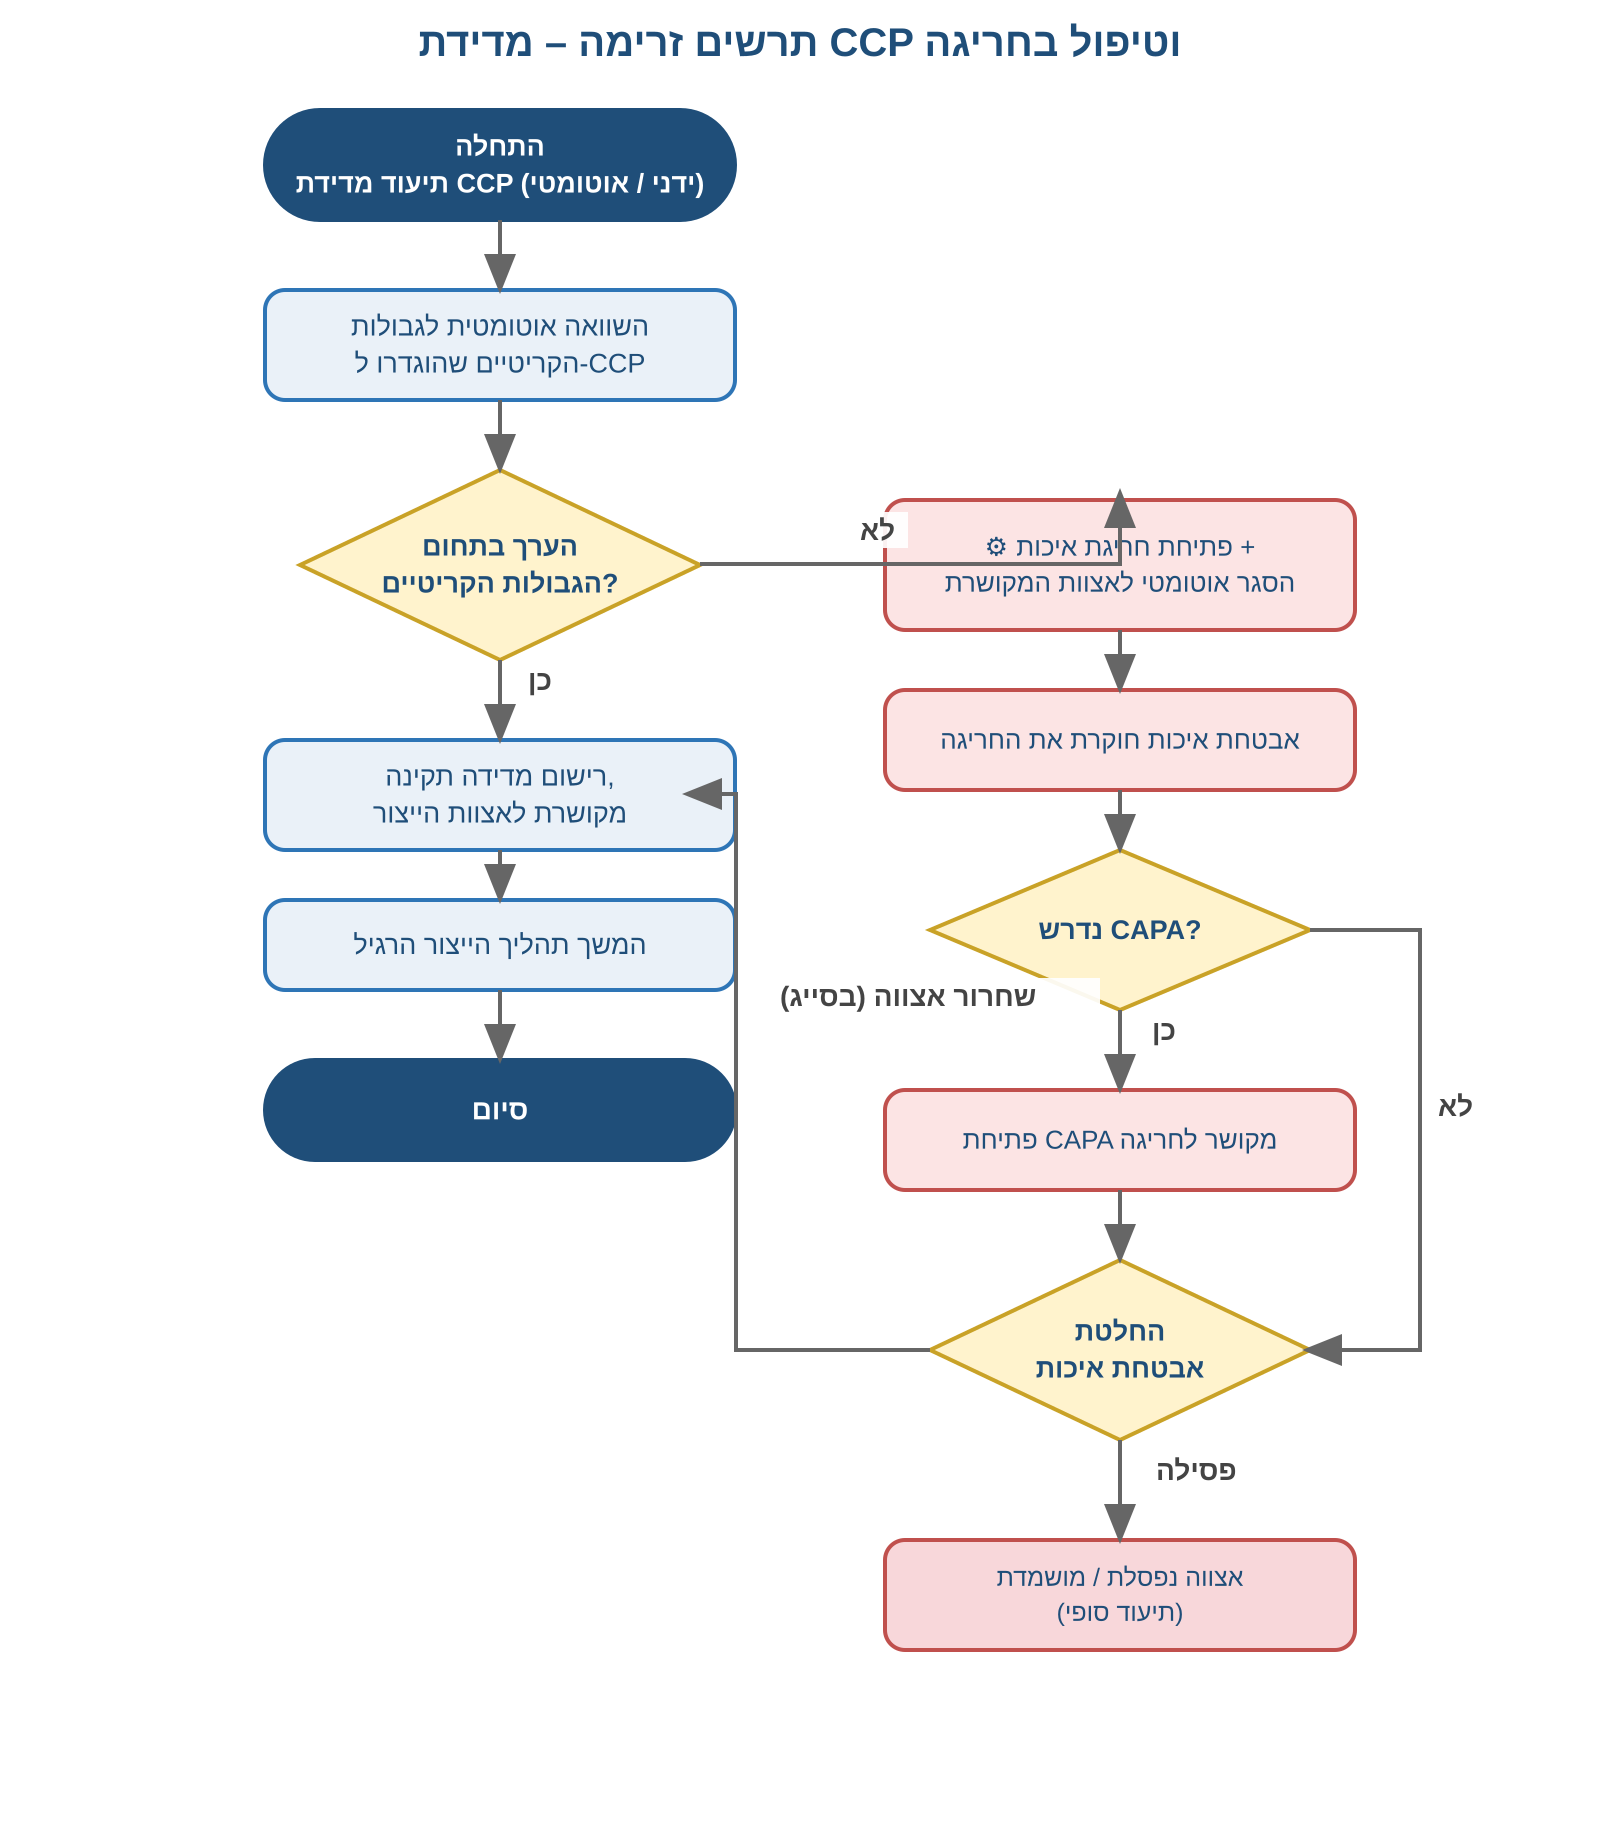 תרשים זרימה – מדידת CCP וטיפול בחריגה
התחלה
תיעוד מדידת CCP (ידני / אוטומטי)
השוואה אוטומטית לגבולות
הקריטיים שהוגדרו ל-CCP
הערך בתחום
הגבולות הקריטיים?
לא
⚙ פתיחת חריגת איכות +
הסגר אוטומטי לאצוות המקושרת
כן
רישום מדידה תקינה,
מקושרת לאצוות הייצור
אבטחת איכות חוקרת את החריגה
המשך תהליך הייצור הרגיל
נדרש CAPA?
שחרור אצווה (בסייג)
כן
לא
סיום
פתיחת CAPA מקושר לחריגה
החלטת
אבטחת איכות
פסילה
אצווה נפסלת / מושמדת
(תיעוד סופי)